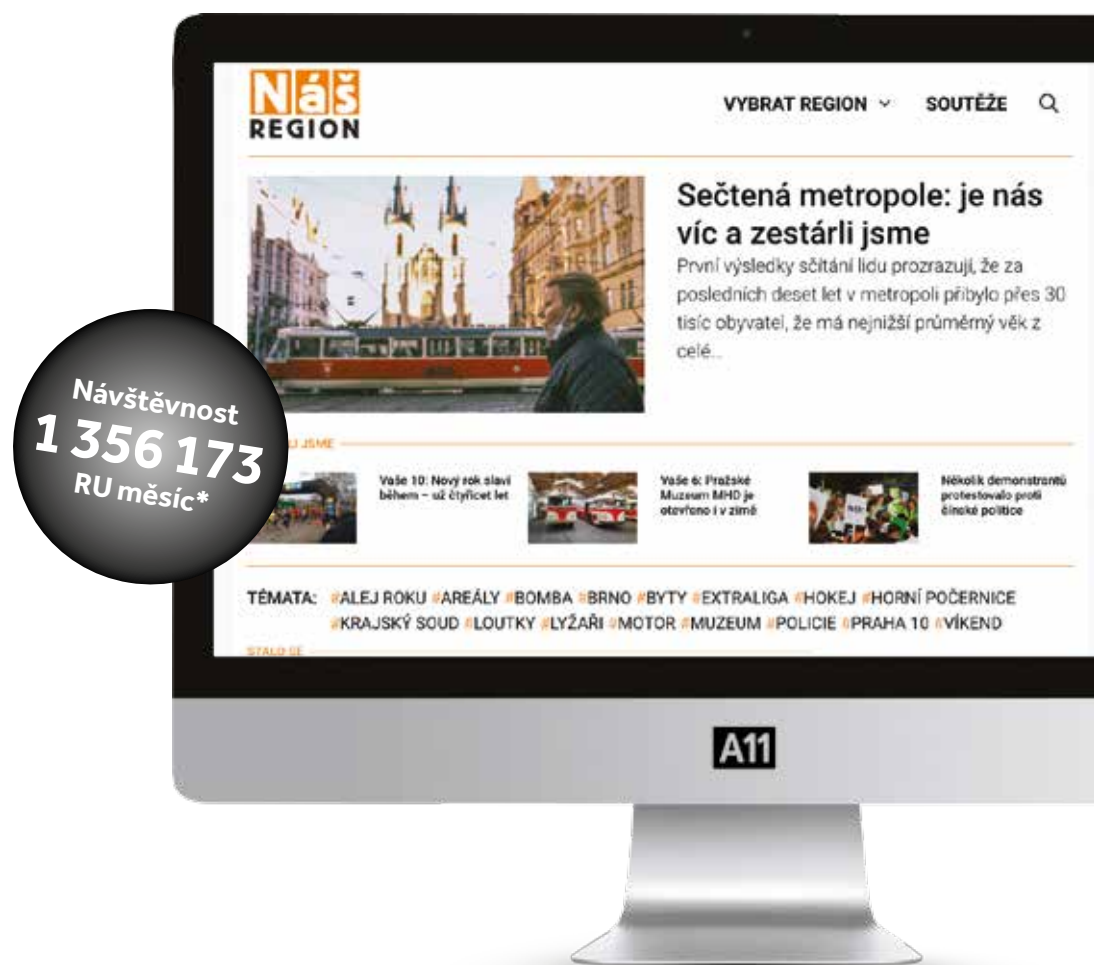 Náš
REGION
VYBRAT REGION
SOUTĚŽE
Sečtená metropole: je nás
víc a zestárli jsme
První výsledky sčítání lidu prozrazují, že za
posledních deset let v metropoli přibylo přes 30
tisíc obyvatel, že má nejnižší průměrný věk z
celé...
Návštěvnost
1 356 173
RU měsíc*
JSME
Vaše 10: Nový rok slaví
během – už čtyřicet let
Vaše 6: Pražské
Muzeum MHD je
otevřeno i v zimě
Několik demonstrantů
protestovalo proti
čínské politice
TÉMATA: #ALEJ ROKU #AREÁLY #BOMBA #BRNO #BYTY #EXTRALIGA #HOKEJ #HORNÍ POČERNICE
#KRAJSKÝ SOUD #LOUTKY #LYŽAŘI #MOTOR #MUZEUM #POLICIE #PRAHA 10 #VÍKEND
STALO SE
A11